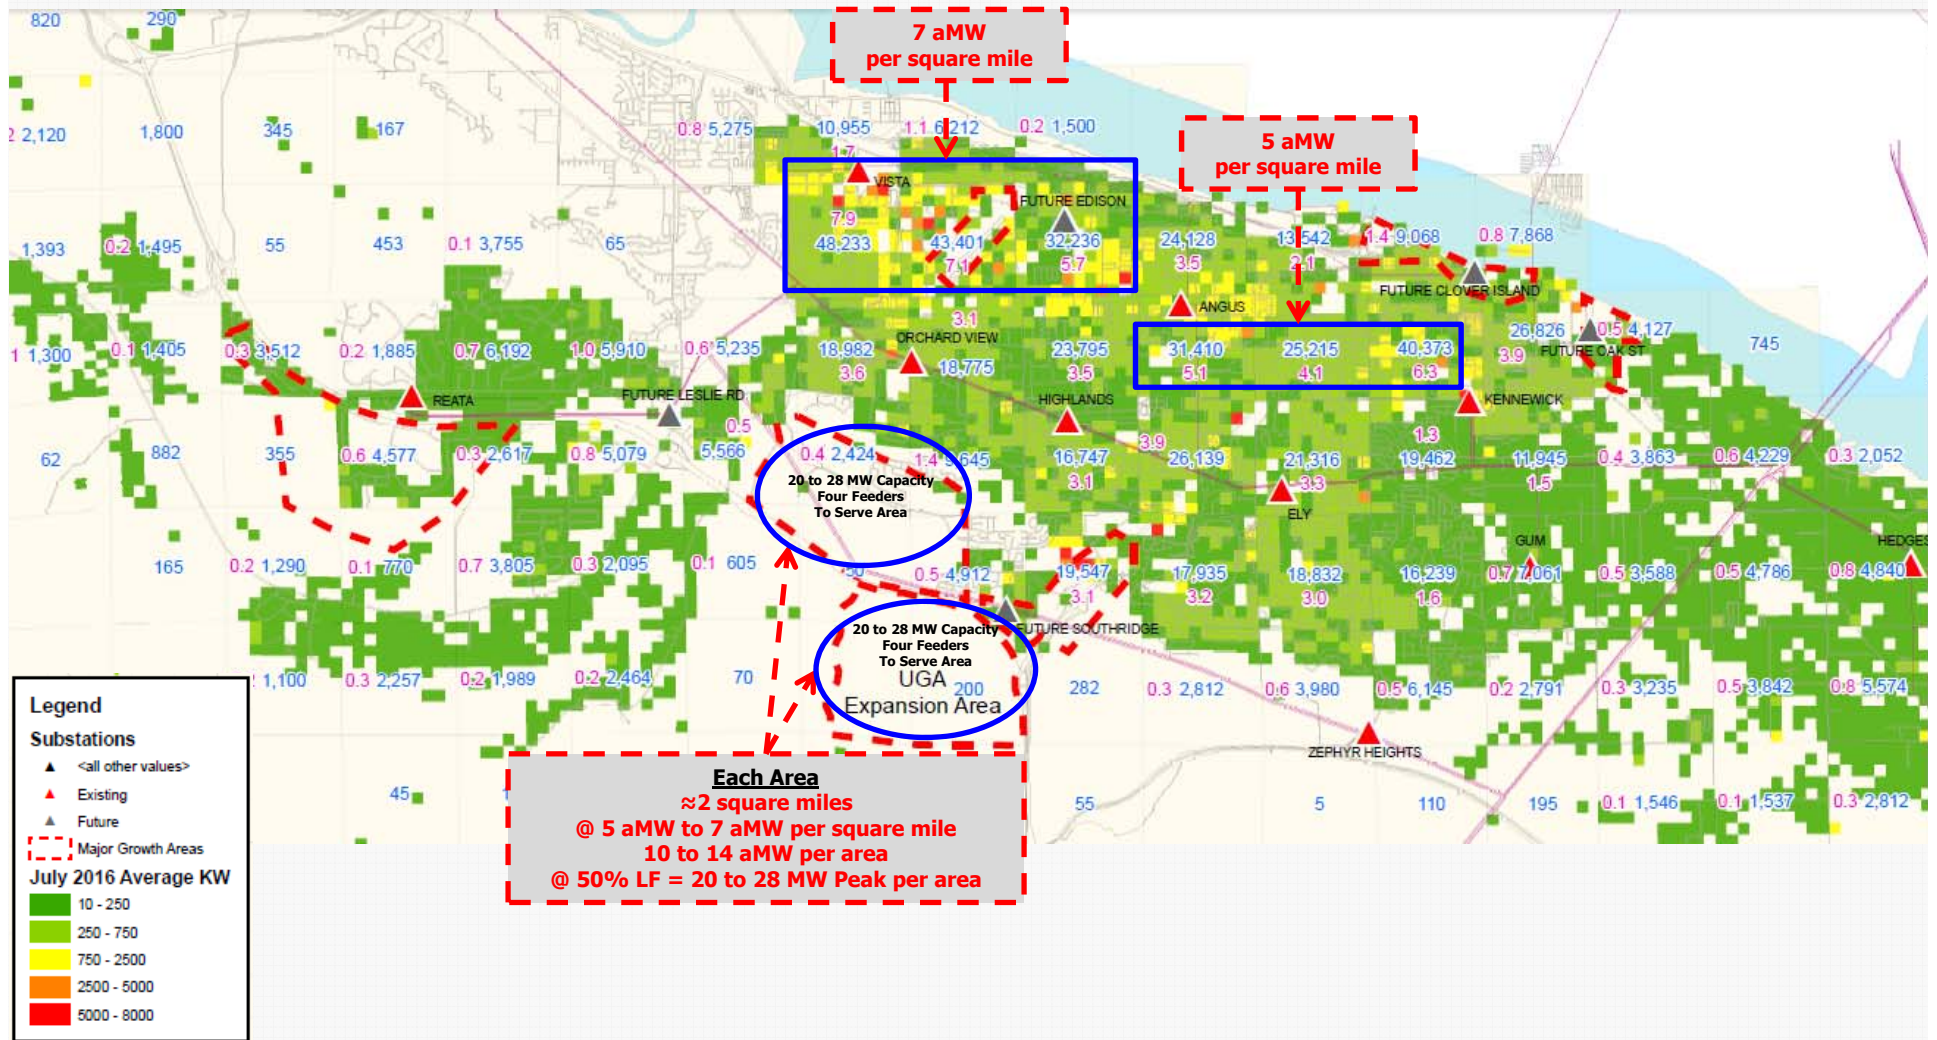 820 290
7 aMW
per square mile
2 2,120 1,800 345 167 0.8 5,275 10,955 1.1 6,212 0.2 1,500
1.7
5 aMW
per square mile
VISTA
FUTURE EDISON
7.9
1,393 0.2 1,495 55 453 0.1 3,755 65 48,233 43,401 32,236 24,128 13,542 1.4 9,068 0.8 7,868
7.1 5.7 3.5 2.1
FUTURE CLOVER ISLAND
ANGUS
3.1
ORCHARD VIEW
26,826 0.5 4,127
1 1,300 0.1 1,405 0.3 3,512 0.2 1,885 0.7 6,192 1.0 5,910 0.6 5,235 18,982 18,775 23,795 31,410 25,215 40,373 3.9 FUTURE OAK ST 745
3.6 3.5 5.1 4.1 6.3
REATA FUTURE LESLIE RD HIGHLANDS KENNEWICK
0.5 3.9 1.3
62 882 355 0.6 4,577 0.3 2,617 0.8 5,079 5,566 0.4 2,424 1.4 9,645 16,747 26,139 21,316 19,462 11,945 0.4 3,863 0.6 4,229 0.3 2,052
3.1 3.3 1.5
20 to 28 MW Capacity
Four Feeders
To Serve Area
ELY
GUM HEDGES
165 0.2 1,290 0.1 770 0.7 3,805 0.3 2,095 0.1 605 50 0.5 4,912 19,547 17,935 18,832 16,239 0.7 7,061 0.5 3,588 0.5 4,786 0.8 4,840
3.1 3.2 3.0 1.6
FUTURE SOUTHRIDGE
20 to 28 MW Capacity
Four Feeders
To Serve Area
UGA
Expansion Area
1,100 0.3 2,257 0.2 1,989 0.2 2,464 70 200 282 0.3 2,812 0.6 3,980 0.5 6,145 0.2 2,791 0.3 3,235 0.5 3,842 0.8 5,574
ZEPHYR HEIGHTS
45 55 5 110 195 0.1 1,546 0.1 1,537 0.3 2,812
Each Area
≈2 square miles
@ 5 aMW to 7 aMW per square mile
10 to 14 aMW per area
@ 50% LF = 20 to 28 MW Peak per area
Legend
Substations
<all other values>
Existing
Future
Major Growth Areas
July 2016 Average KW
10 - 250
250 - 750
750 - 2500
2500 - 5000
5000 - 8000